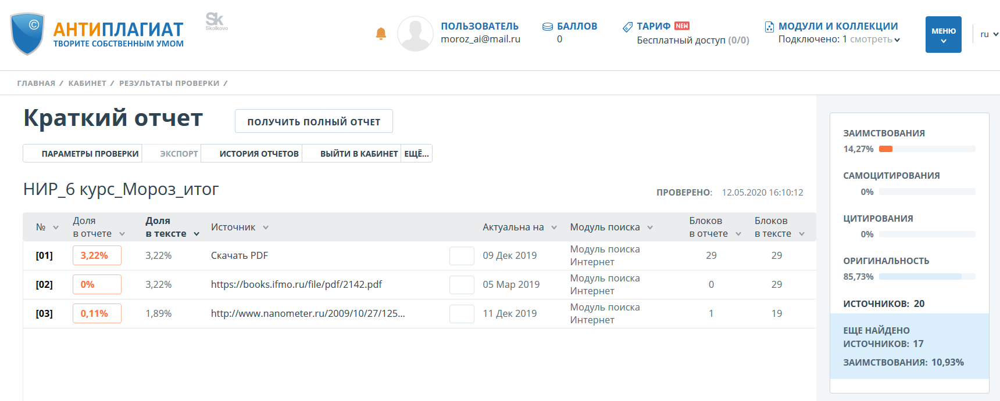 ©
АНТИПЛАГИАТ
ТВОРИТЕ СОБСТВЕННЫМ УМОМ
Sk
Skolkovo
ПОЛЬЗОВАТЕЛЬ
moroz_ai@mail.ru
БАЛЛОВ
0
ТАРИФ NEW
Бесплатный доступ (0/0)
МОДУЛИ И КОЛЛЕКЦИИ
Подключено: 1 смотреть
МЕНЮ
ru
ГЛАВНАЯ / КАБИНЕТ / РЕЗУЛЬТАТЫ ПРОВЕРКИ /
Краткий отчет
ПОЛУЧИТЬ ПОЛНЫЙ ОТЧЕТ
ПАРАМЕТРЫ ПРОВЕРКИ ЭКСПОРТ ИСТОРИЯ ОТЧЕТОВ ВЫЙТИ В КАБИНЕТ ЕЩЁ...
НИР_6 курс_Мороз_итог
ПРОВЕРЕНО: 12.05.2020 16:10:12
№
Доля
в отчете
Доля
в тексте
Источник
Актуальна на
Модуль поиска
Блоков
в отчете
Блоков
в тексте
[01] 3,22% 3,22% Скачать PDF 09 Дек 2019
Модуль поиска
Интернет
29 29
[02] 0% 3,22% https://books.ifmo.ru/file/pdf/2142.pdf 05 Мар 2019
Модуль поиска
Интернет
0 29
[03] 0,11% 1,89% http://www.nanometer.ru/2009/10/27/125... 11 Дек 2019
Модуль поиска
Интернет
1 19
ЗАИМСТВОВАНИЯ
14,27%
САМОЦИТИРОВАНИЯ
0%
ЦИТИРОВАНИЯ
0%
ОРИГИНАЛЬНОСТЬ
85,73%
ИСТОЧНИКОВ: 20
ЕЩЕ НАЙДЕНО
ИСТОЧНИКОВ: 17
ЗАИМСТВОВАНИЯ: 10,93%